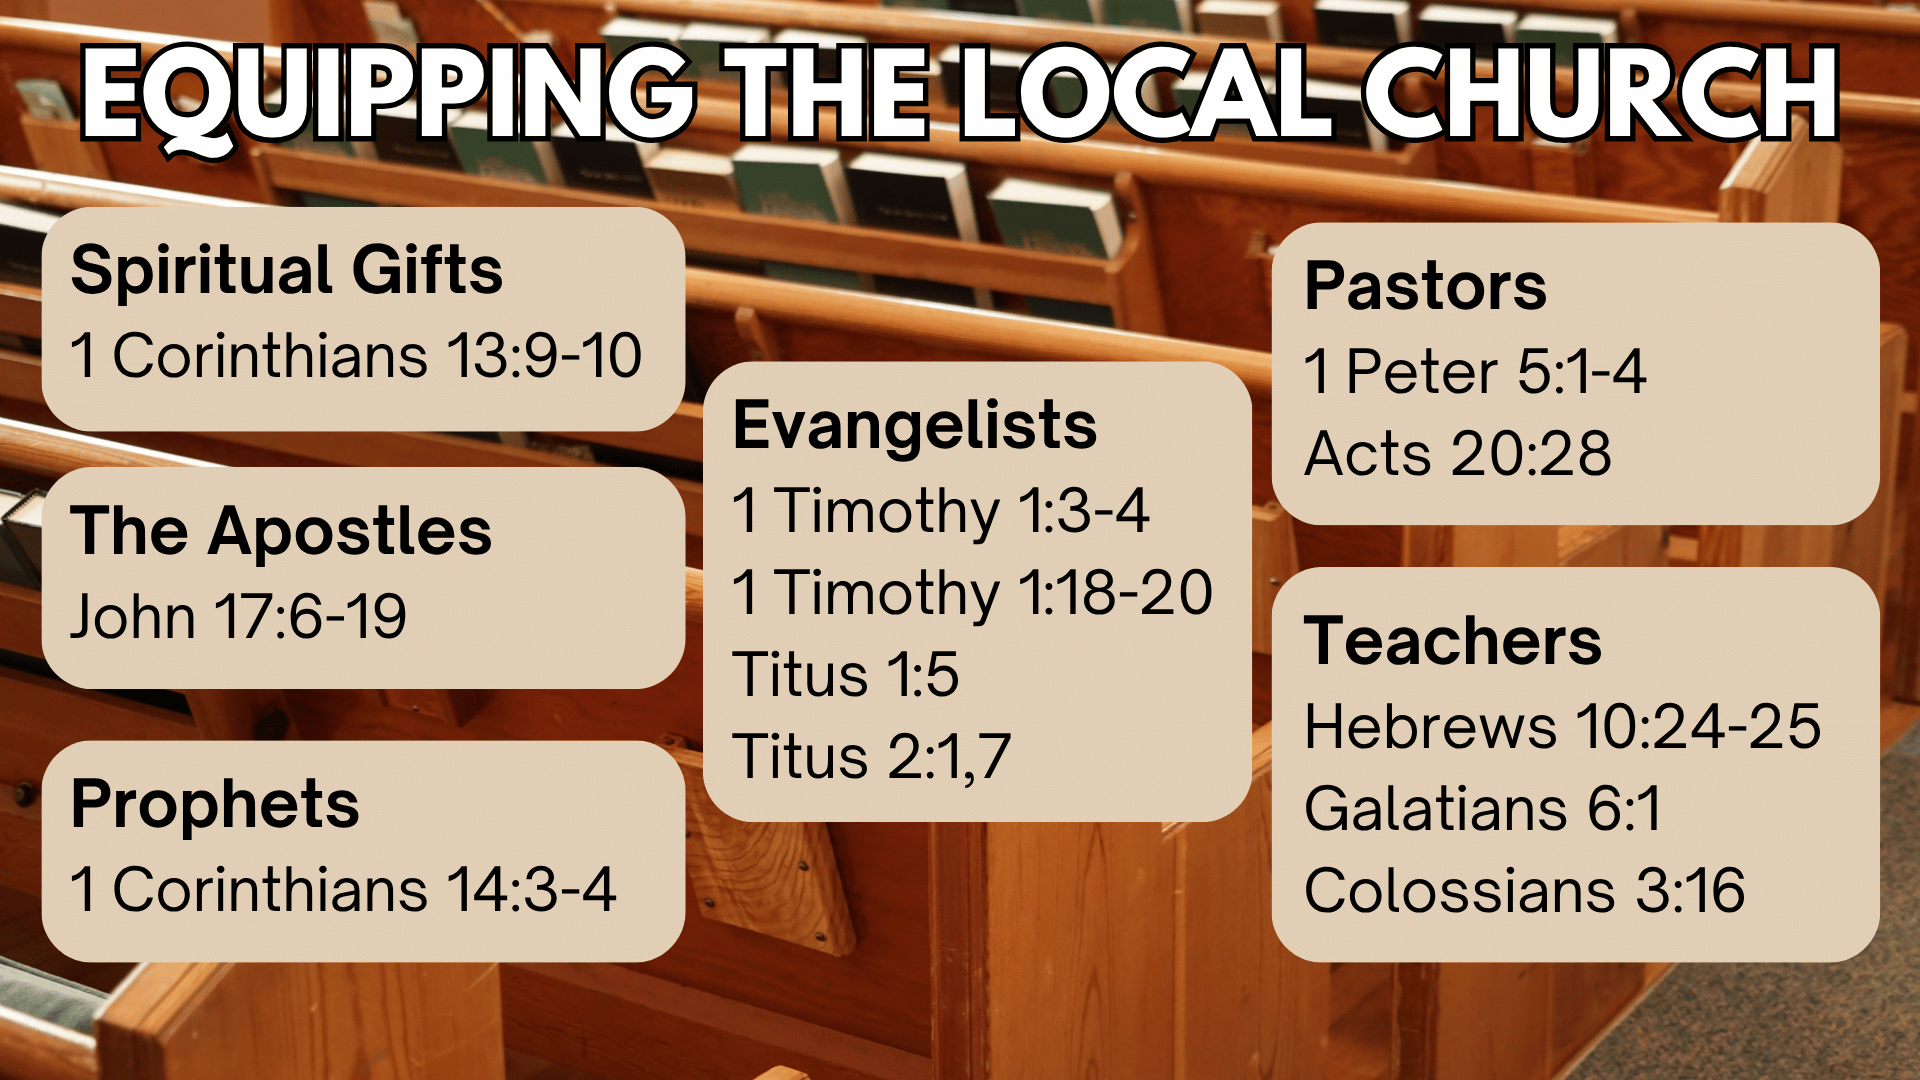 EQUIPPING THE LOCAL CHURCH
Spiritual Gifts
1 Corinthians 13:9-10
The Apostles
John 17:6-19
Prophets
1 Corinthians 14:3-4
Evangelists
1 Timothy 1:3-4
1 Timothy 1:18-20
Titus 1:5
Titus 2:1,7
Pastors
1 Peter 5:1-4
Acts 20:28
Teachers
Hebrews 10:24-25
Galatians 6:1
Colossians 3:16